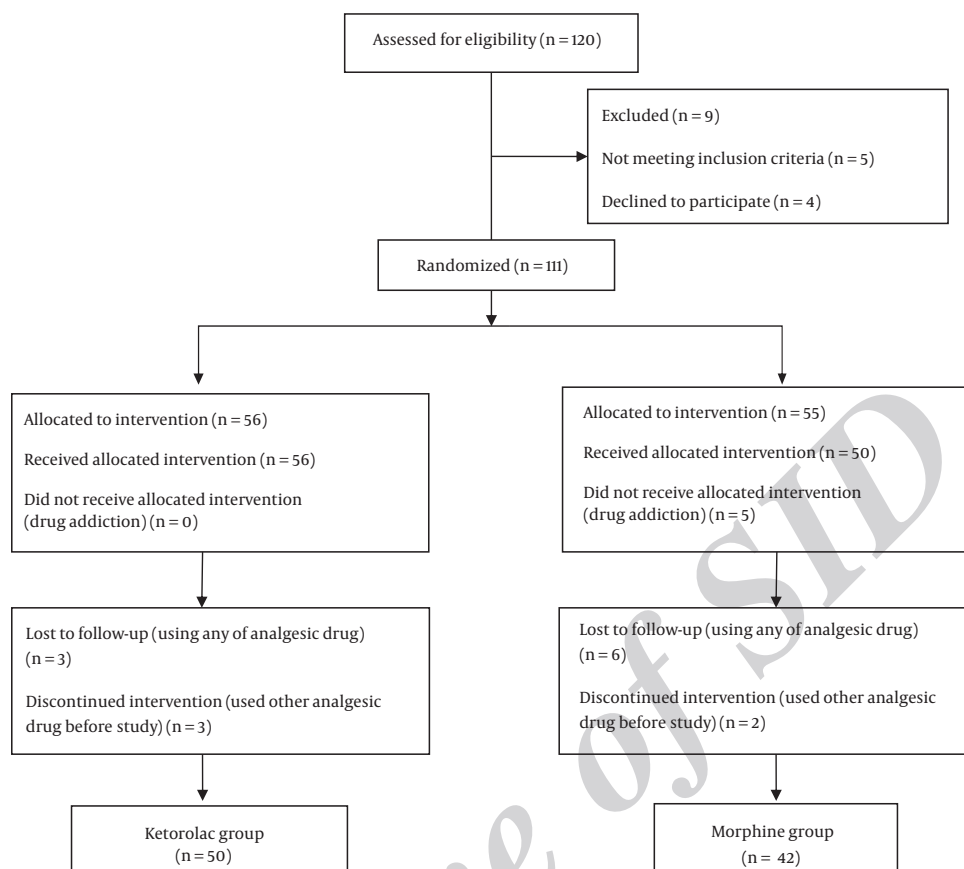 Assessed for eligibility (n = 120)
Excluded (n = 9)
Not meeting inclusion criteria (n = 5)
Declined to participate (n = 4)
Randomized (n = 111)
Allocated to intervention (n = 56)
Received allocated intervention (n = 56)
Did not receive allocated intervention
(drug addiction) (n = 0)
Allocated to intervention (n = 55)
Received allocated intervention (n = 50)
Did not receive allocated intervention
(drug addiction) (n = 5)
Lost to follow-up (using any of analgesic drug)
(n = 3)
Discontinued intervention (used other analgesic
drug before study) (n = 3)
Lost to follow-up (using any of analgesic drug)
(n = 6)
Discontinued intervention (used other analgesic
drug before study) (n = 2)
Ketorolac group
(n = 50)
Morphine group
(n = 42)
of SID